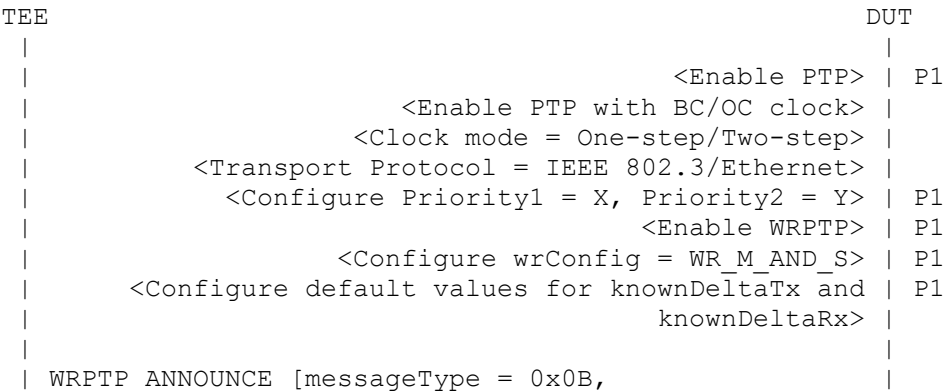 TEE DUT
| |
| <Enable PTP> | P1
| <Enable PTP with BC/OC clock> |
| <Clock mode = One-step/Two-step> |
| <Transport Protocol = IEEE 802.3/Ethernet> |
| <Configure Priority1 = X, Priority2 = Y> | P1
| <Enable WRPTP> | P1
| <Configure wrConfig = WR_M_AND_S> | P1
| <Configure default values for knownDeltaTx and | P1
| knownDeltaRx> |
| |
| WRPTP ANNOUNCE [messageType = 0x0B, |